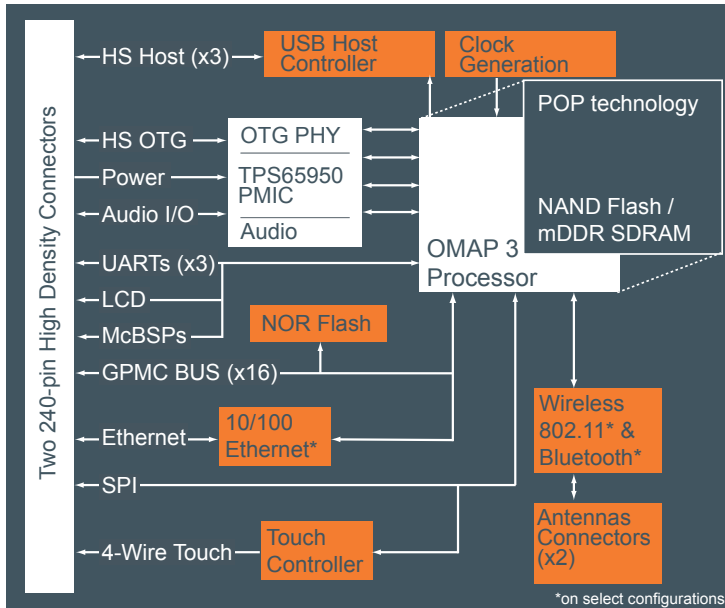 Two 240-pin High Density Connectors
HS Host (x3)
USB Host
Controller
Clock
Generation
POP technology
NAND Flash /
mDDR SDRAM
HS OTG
Power
Audio I/O
OTG PHY
TPS65950
PMIC
Audio
OMAP 3
Processor
UARTs (x3)
LCD
McBSPs
NOR Flash
GPMC BUS (x16)
Ethernet
10/100
Ethernet*
Wireless
802.11* &
Bluetooth*
SPI
4-Wire Touch
Touch
Controller
Antennas
Connectors
(x2)
*on select configurations